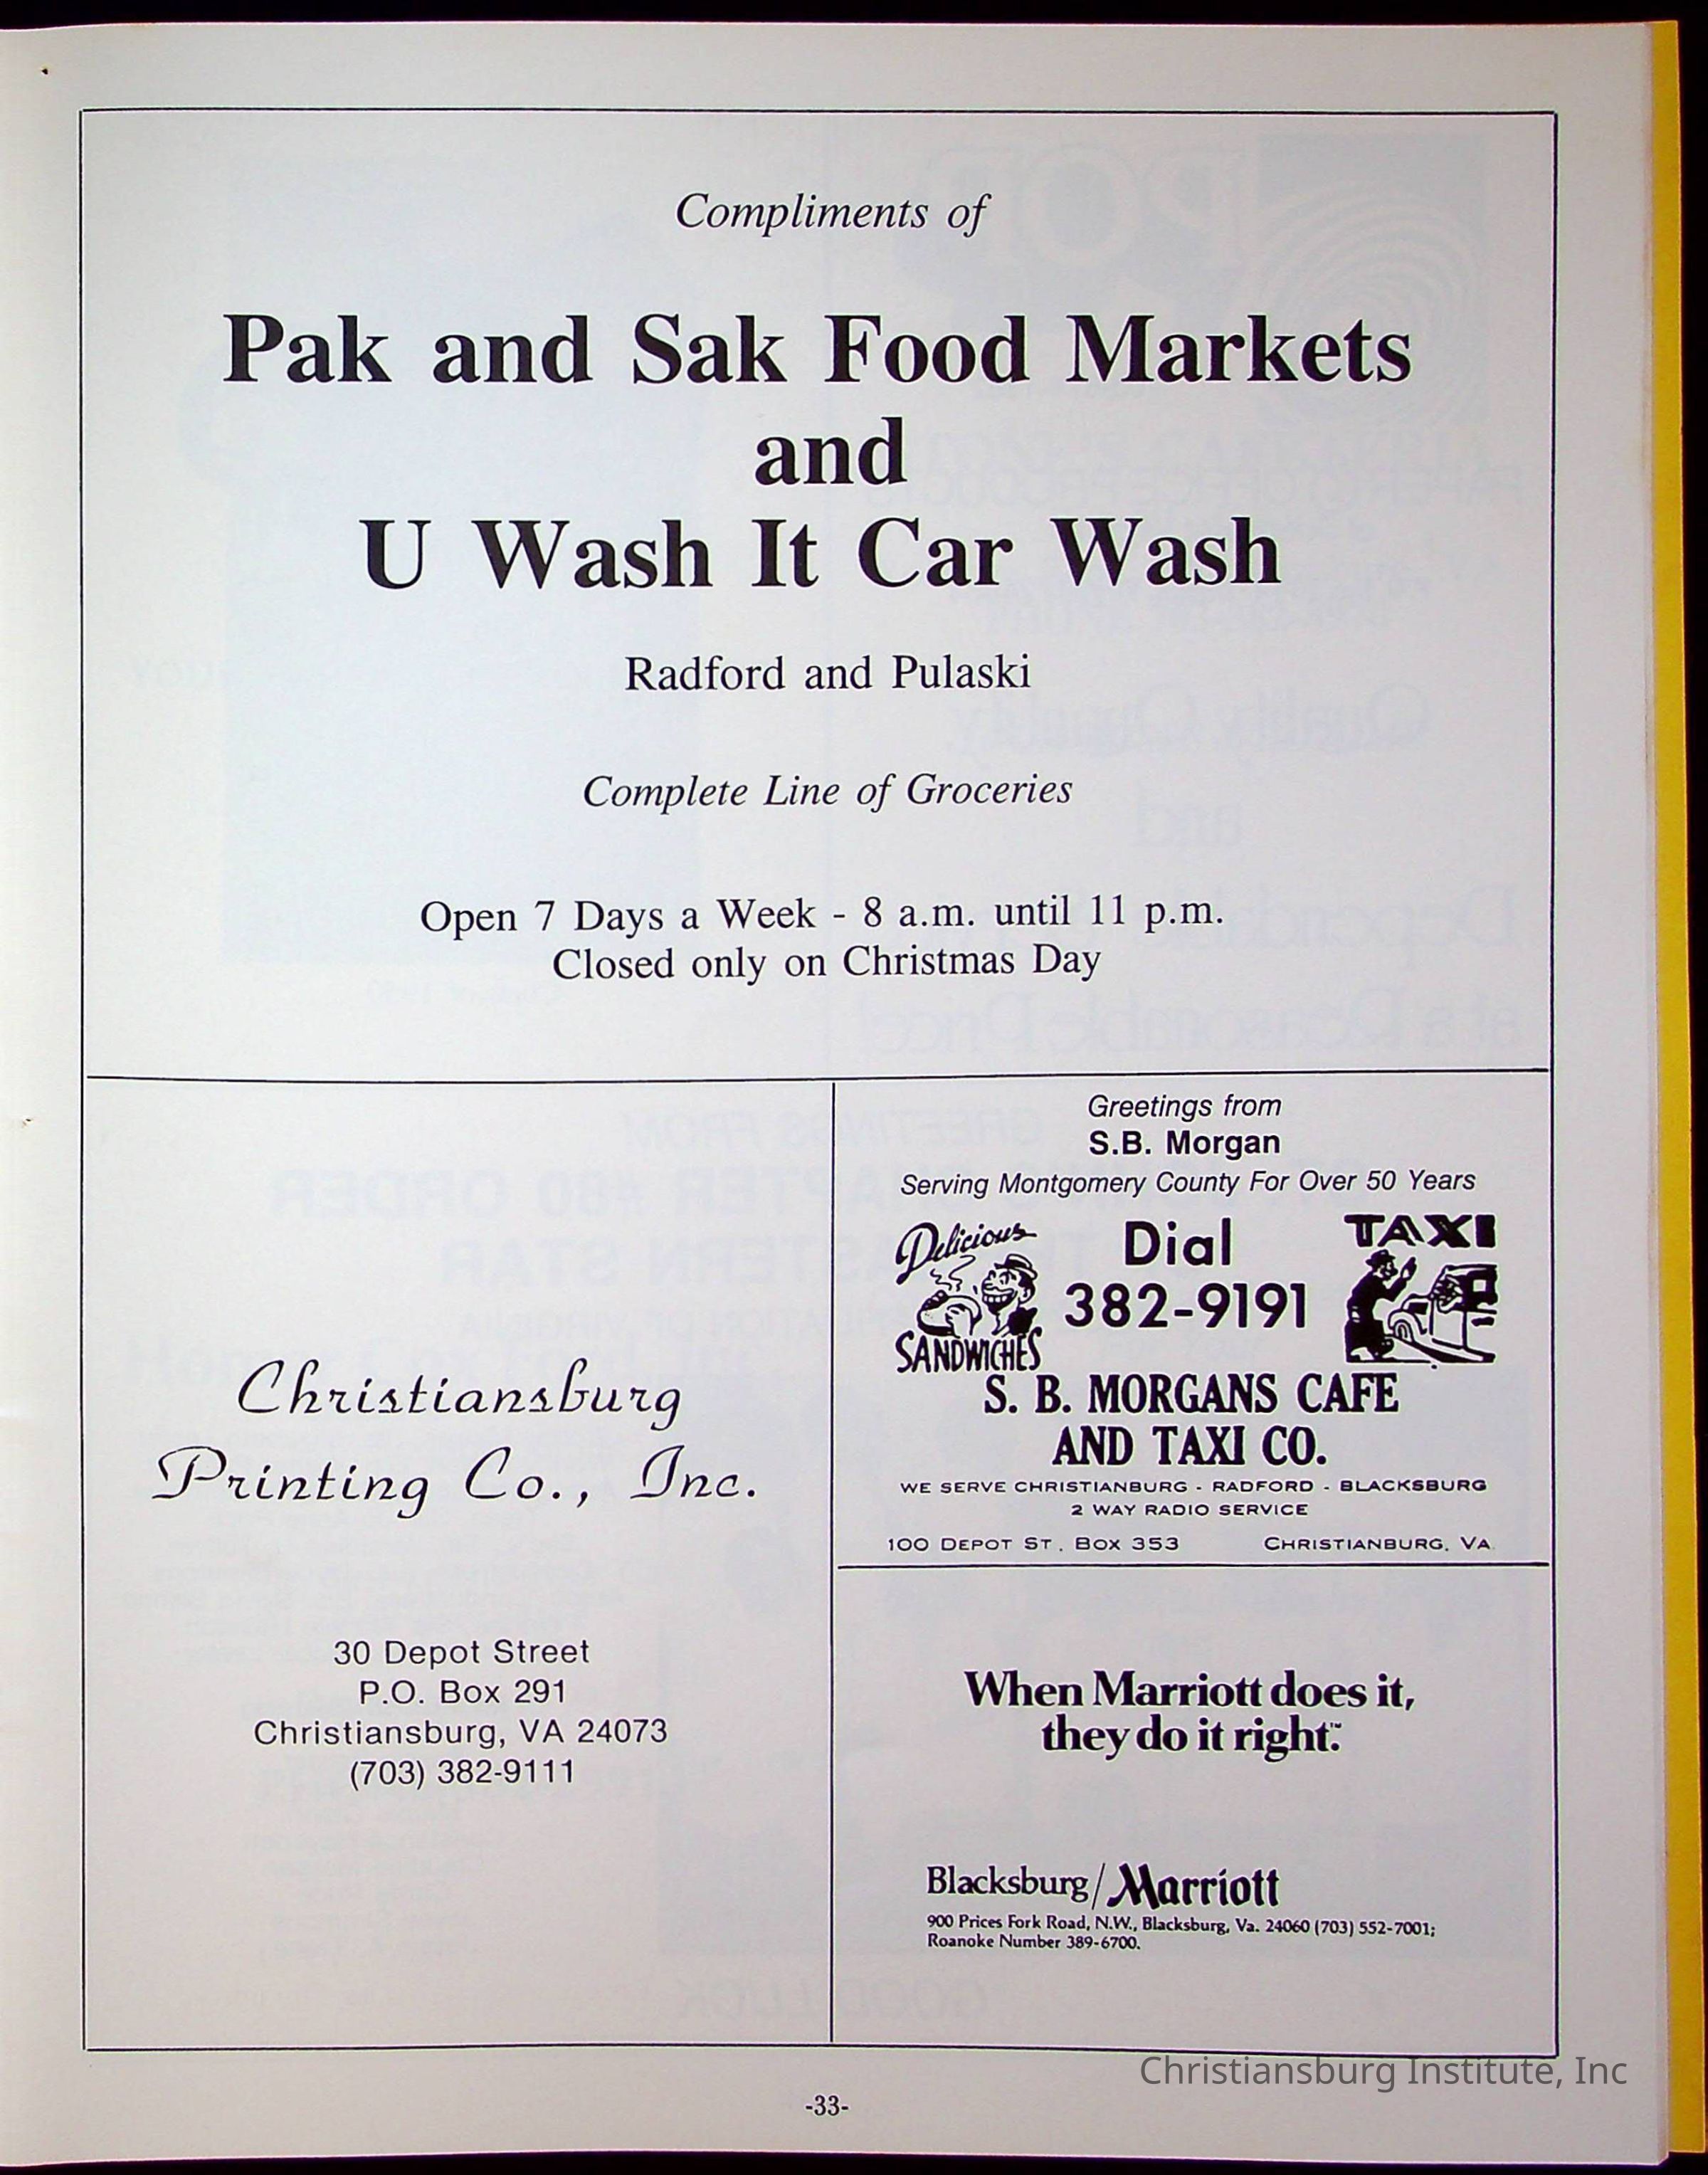 Compliments of
Pak and Sak Food Markets
and
U Wash It Car Wash
Radford and Pulaski
Complete Line of Groceries
Open 7 Days a Week - 8 a.m. until 11 p.m.
Closed only on Christmas Day
Christiansburg
Printing Co., Inc.
30 Depot Street
P.O. Box 291
Christiansburg, VA 24073
(703) 382-9111
Greetings from
S.B. Morgan
Serving Montgomery County For Over 50 Years
Delicious
SANDWICHES
Dial
382-9191
TAXI
S. B. MORGANS CAFE
AND TAXI CO.
WE SERVE CHRISTIANBURG - RADFORD - BLACKSBURG
2 WAY RADIO SERVICE
100 DEPOT ST. BOX 353 CHRISTIANBURG, VA
When Marriott does it,
they do it right.™
Blacksburg/Marriott
900 Prices Fork Road, N.W., Blacksburg, Va. 24060 (703) 552-7001;
Roanoke Number 389-6700.
Christiansburg Institute, Inc
-33-